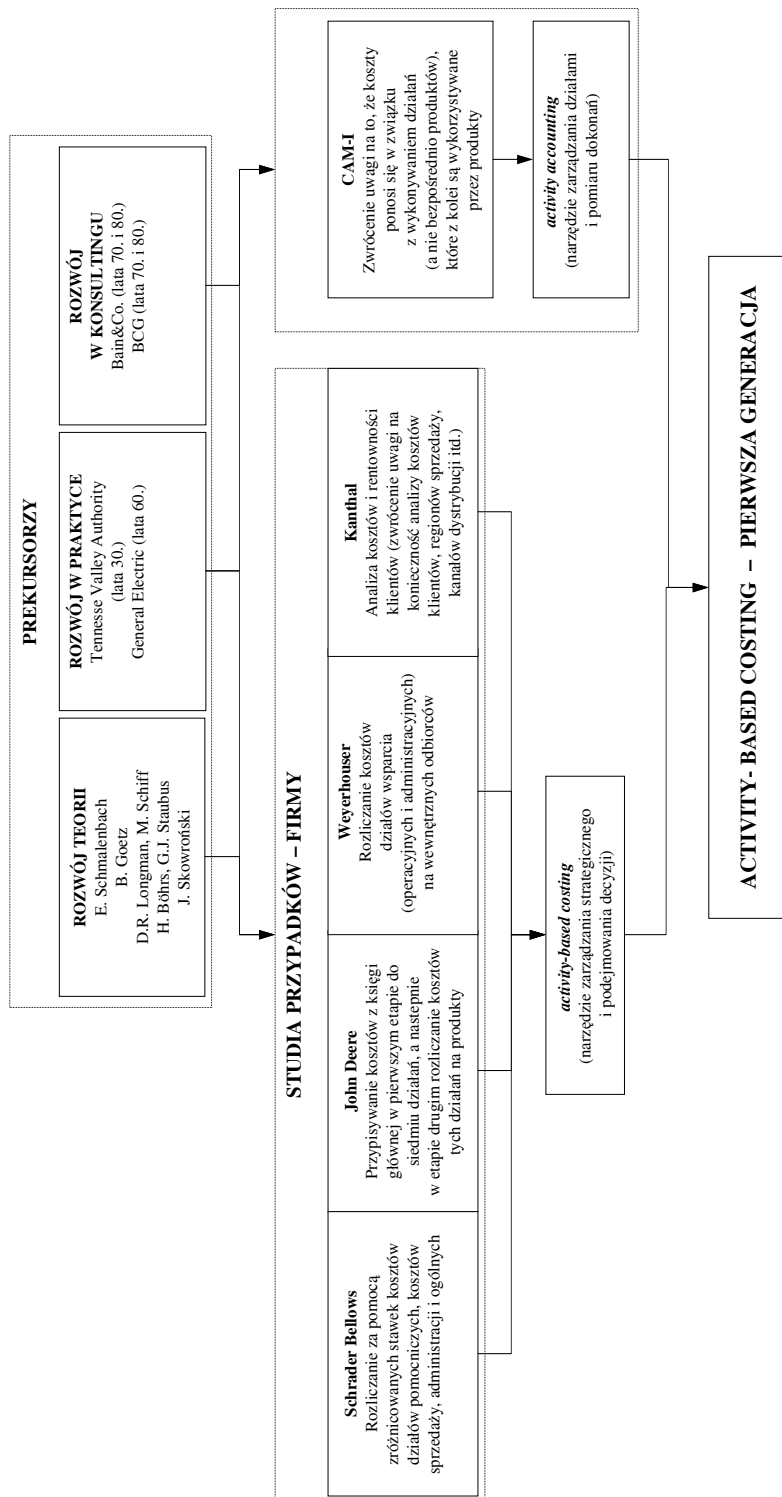 PREKURSORZY
ROZWÓJ TEORII
E. Schmalenbach
B. Goetz
D.R. Longman, M. Schiff
H. Böhrs, G.J. Staubus
J. Skowroński
ROZWÓJ W PRAKTYCE
Tennesse Valley Authority
(lata 30.)
General Electric (lata 60.)
ROZWÓJ
W KONSULTINGU
Bain&Co. (lata 70. i 80.)
BCG (lata 70. i 80.)
STUDIA PRZYPADKÓW – FIRMY
Schrader Bellows
Rozliczanie za pomocą
zróżnicowanych stawek kosztów
działów pomocniczych, kosztów
sprzedaży, administracji i ogólnych
John Deere
Przypisywanie kosztów z księgi
głównej w pierwszym etapie do
siedmiu działań, a nastepnie
w etapie drugim rozliczanie kosztów
tych działań na produkty
Weyerhouser
Rozliczanie kosztów
działów wsparcia
(operacyjnych i administracyjnych)
na wewnętrznych odbiorców
Kanthal
Analiza kosztów i rentowności
klientów (zwrócenie uwagi na
konieczność analizy kosztów
klientów, regionów sprzedaży,
kanałów dystrybucji itd.)
CAM-I
Zwrócenie uwagi na to, że koszty
ponosi się w związku
z wykonywaniem działań
(a nie bezpośrednio produktów),
które z kolei są wykorzystywane
przez produkty
activity-based costing
(narzędzie zarządzania strategicznego
i podejmowania decyzji)
activity accounting
(narzędzie zarządzania działami
i pomiaru dokonań)
ACTIVITY- BASED COSTING – PIERWSZA GENERACJA